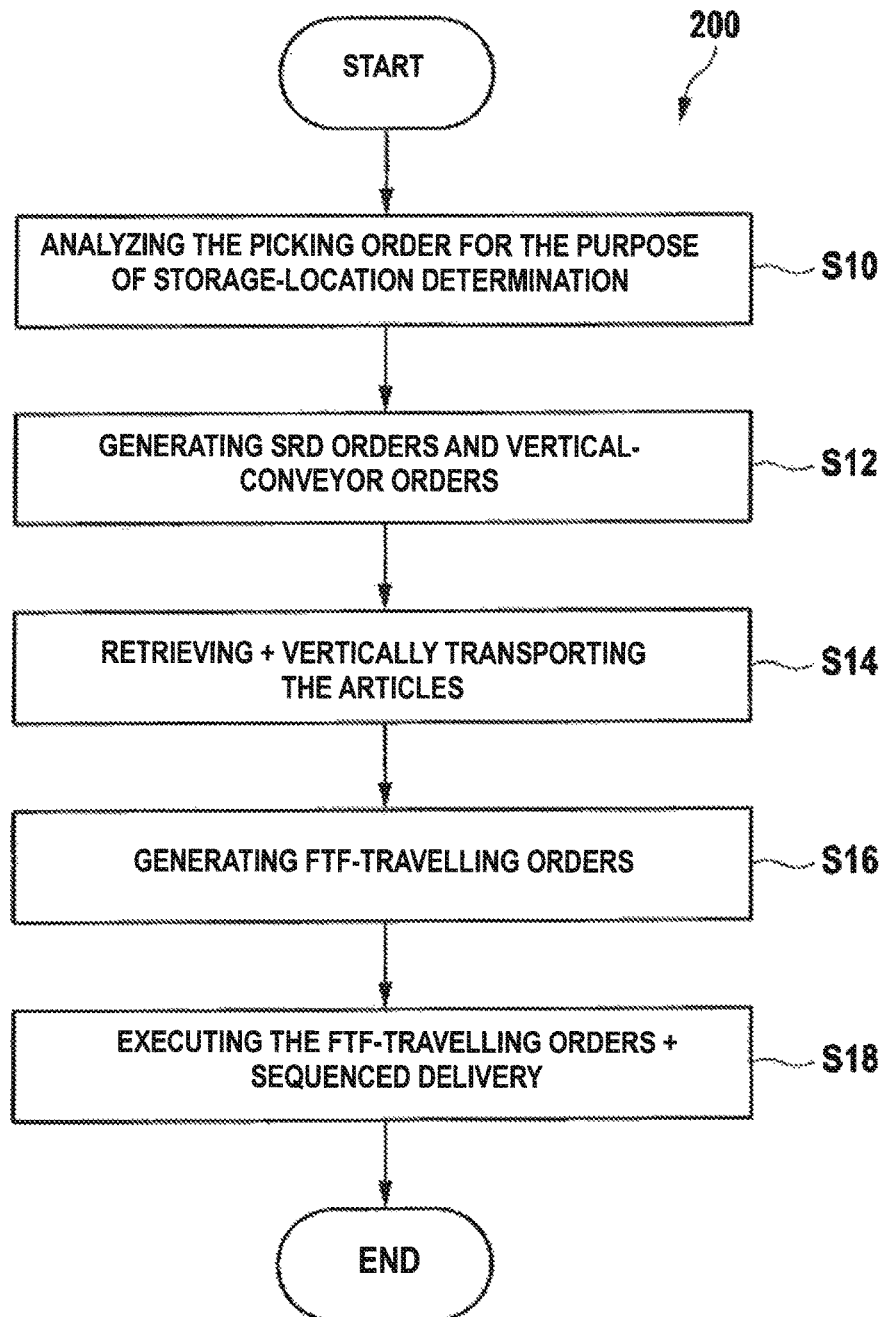 200
START
ANALYZING THE PICKING ORDER FOR THE PURPOSE
OF STORAGE-LOCATION DETERMINATION
S10
GENERATING SRD ORDERS AND VERTICAL-
CONVEYOR ORDERS
S12
RETRIEVING + VERTICALLY TRANSPORTING
THE ARTICLES
S14
GENERATING FTF-TRAVELLING ORDERS
S16
EXECUTING THE FTF-TRAVELLING ORDERS +
SEQUENCED DELIVERY
S18
END